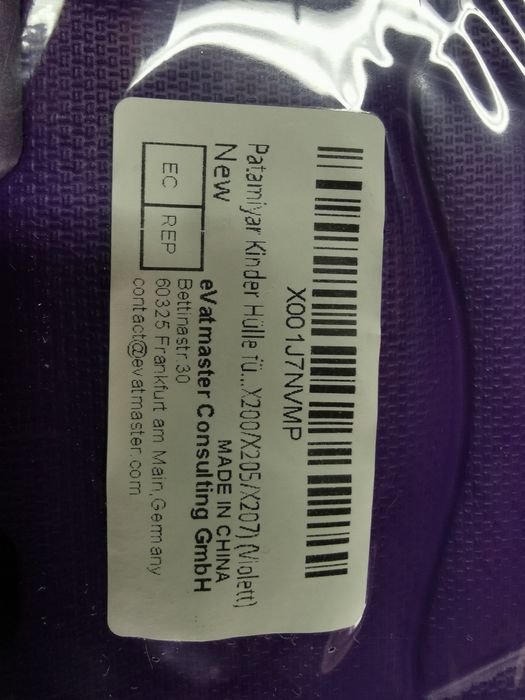 X001J7NVMP
Patamiyar Kinder Hülle fü...X200/X205/X207) (Violett)
New
MADE IN CHINA
EC REP
eVatmaster Consulting GmbH
Bettinastr.30
60325 Frankfurt am Main,Germany
contact@evatmaster.com